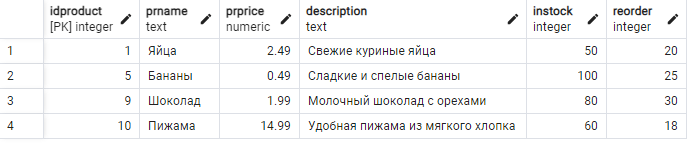 idproduct prname prprice description instock reorder
[PK] integer text numeric text integer integer
1 1 Яйца 2.49 Свежие куриные яйца 50 20
2 5 Бананы 0.49 Сладкие и спелые бананы 100 25
3 9 Шоколад 1.99 Молочный шоколад с орехами 80 30
4 10 Пижама 14.99 Удобная пижама из мягкого хлопка 60 18